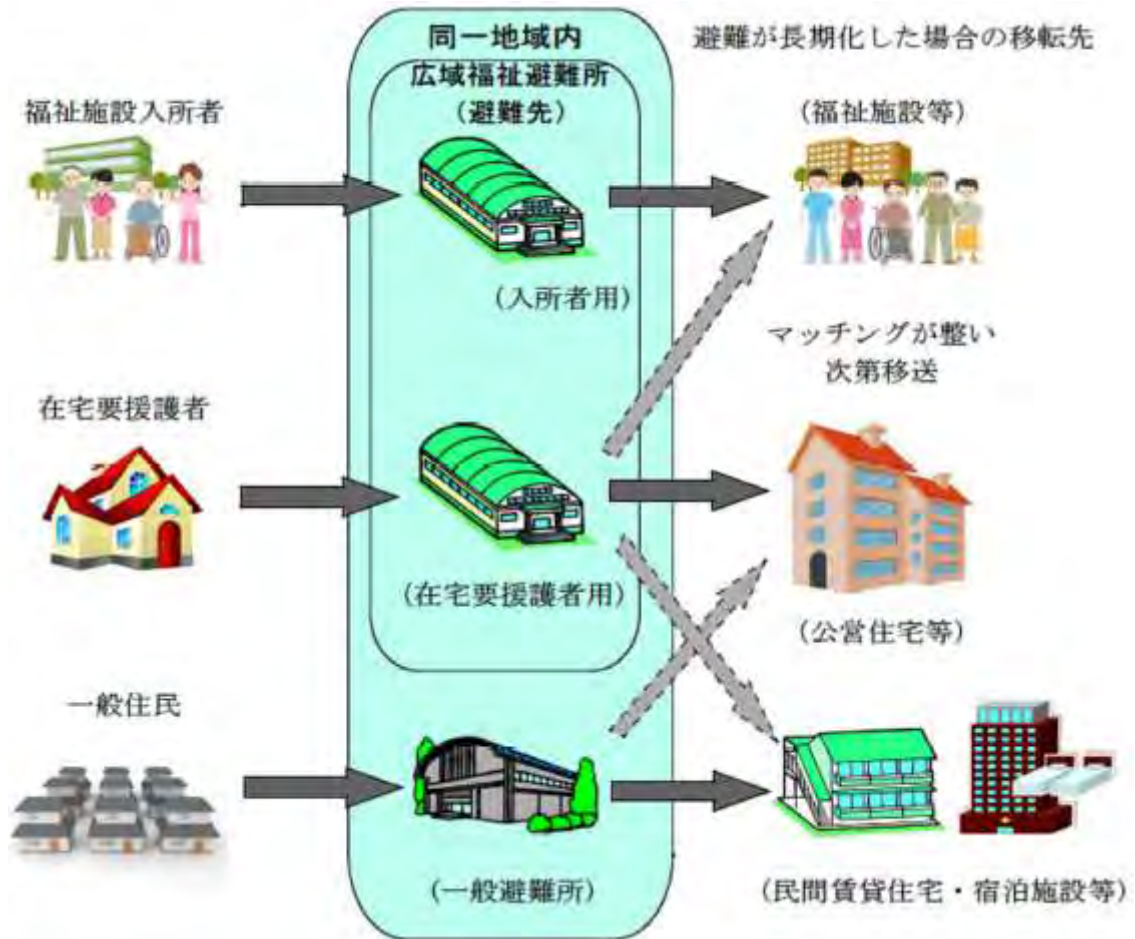 同一地域内
広域福祉避難所
（避難先）
避難が長期化した場合の移転先
福祉施設入所者
（福祉施設等）
（入所者用）
マッチングが整い
次第移送
在宅要援護者
（在宅要援護者用）
（公営住宅等）
一般住民
（一般避難所）
（民間賃貸住宅・宿泊施設等）